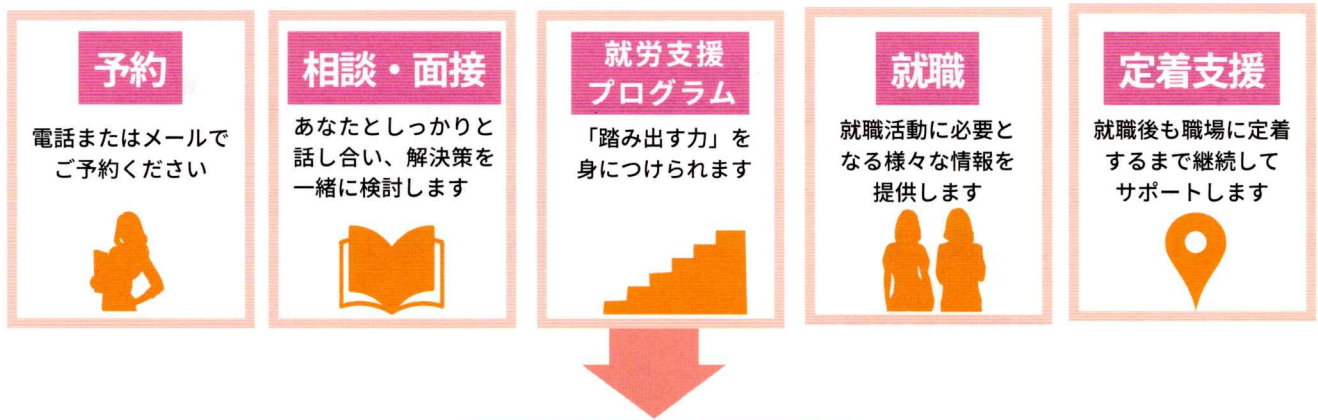 予約
電話またはメールで
ご予約ください
相談・面接
あなたとしっかりと
話し合い、解決策を
一緒に検討します
就労支援
プログラム
「踏み出す力」を
身につけられます
就職
就職活動に必要と
なる様々な情報を
提供します
定着支援
就職後も職場に定着
するまで継続して
サポートします